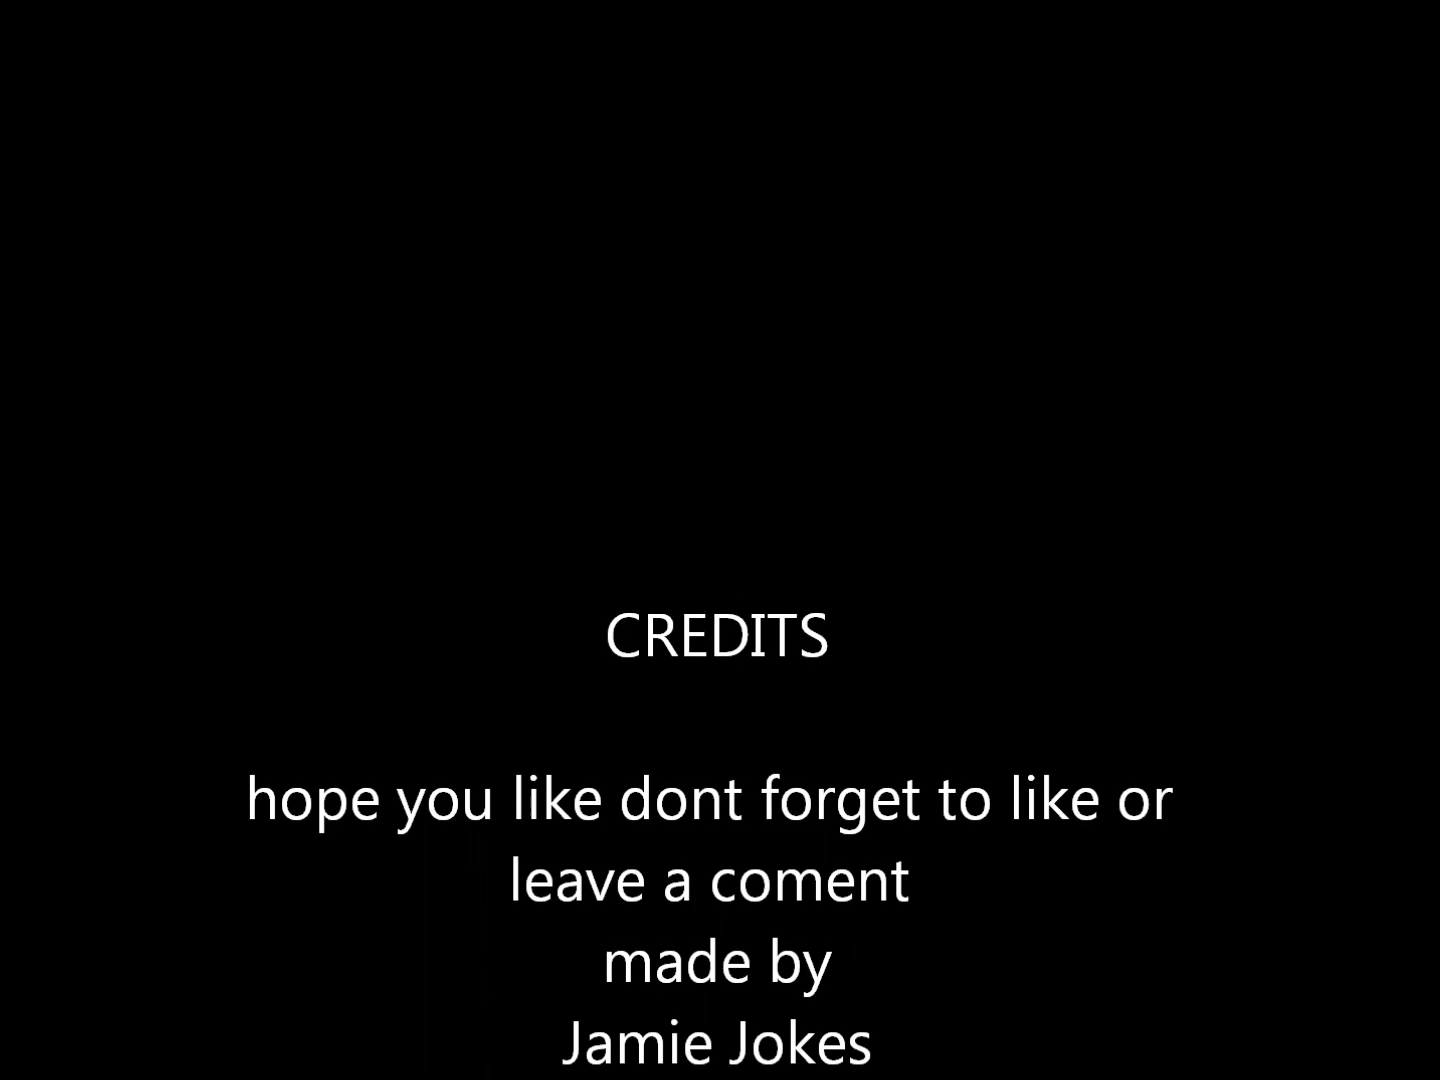 CREDITS
hope you like dont forget to like or
leave a coment
made by
Jamie Jokes